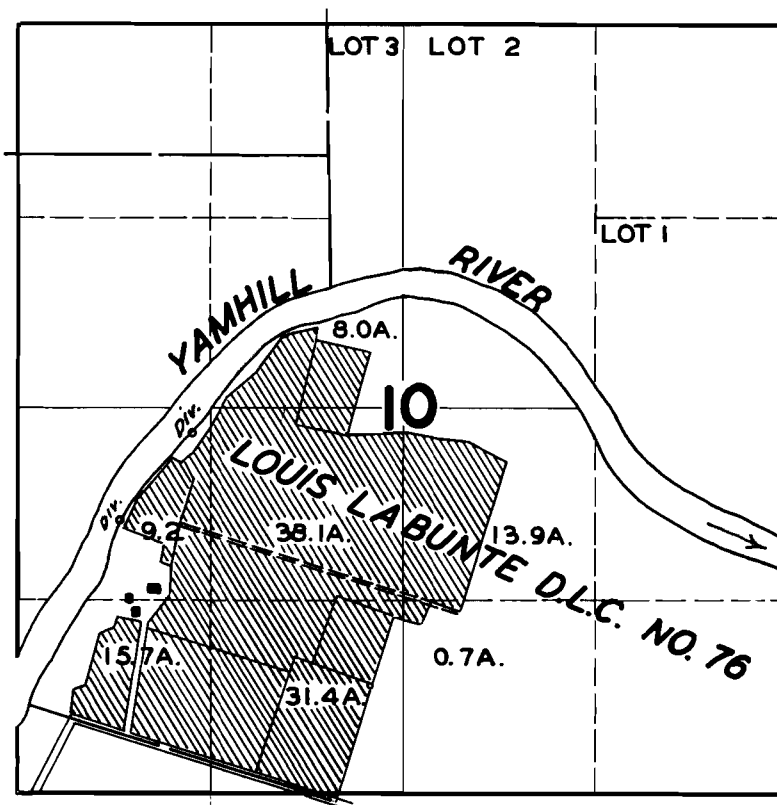 LOT 3 LOT 2
LOT 1
YAMHILL RIVER
8.0A.
10
DIV.
LOUIS LABUNTE D.L.C. NO. 76
DIV.
9.2
38.1A.
13.9A.
15.7A.
0.7A.
31.4A.